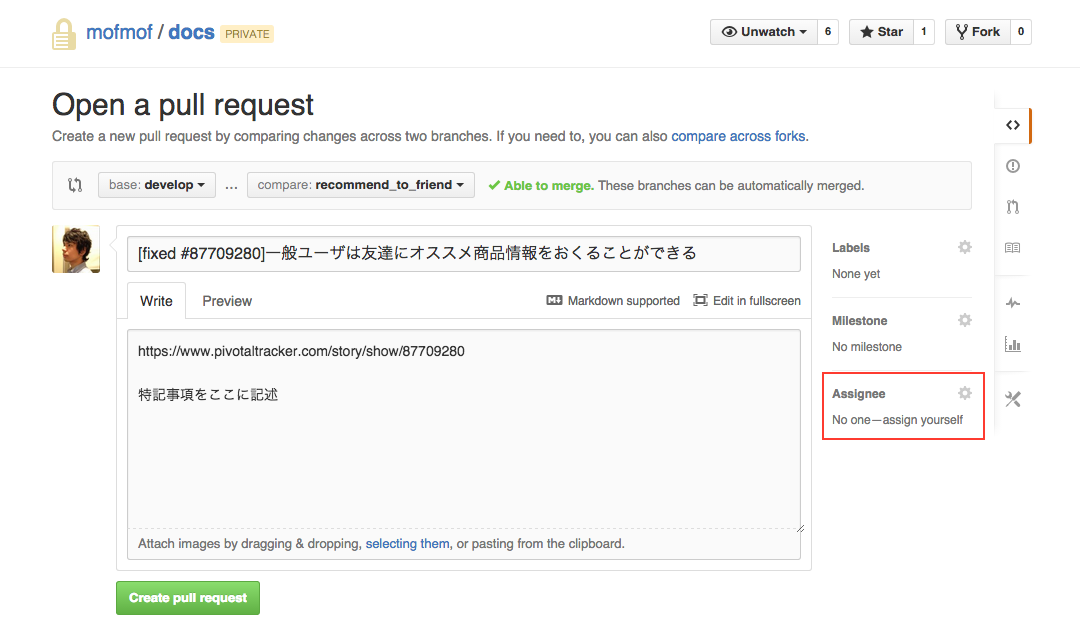 mofmof / docs PRIVATE
Unwatch 6 Star 1 Fork 0
Open a pull request
Create a new pull request by comparing changes across two branches. If you need to, you can also compare across forks.
base: develop ... compare: recommend_to_friend Able to merge. These branches can be automatically merged.
[fixed #87709280]一般ユーザは友達にオススメ商品情報をおくることができる
Write Preview Markdown supported Edit in fullscreen
https://www.pivotaltracker.com/story/show/87709280
特記事項をここに記述
Attach images by dragging & dropping, selecting them, or pasting from the clipboard.
Create pull request
Labels
None yet
Milestone
No milestone
Assignee
No one—assign yourself